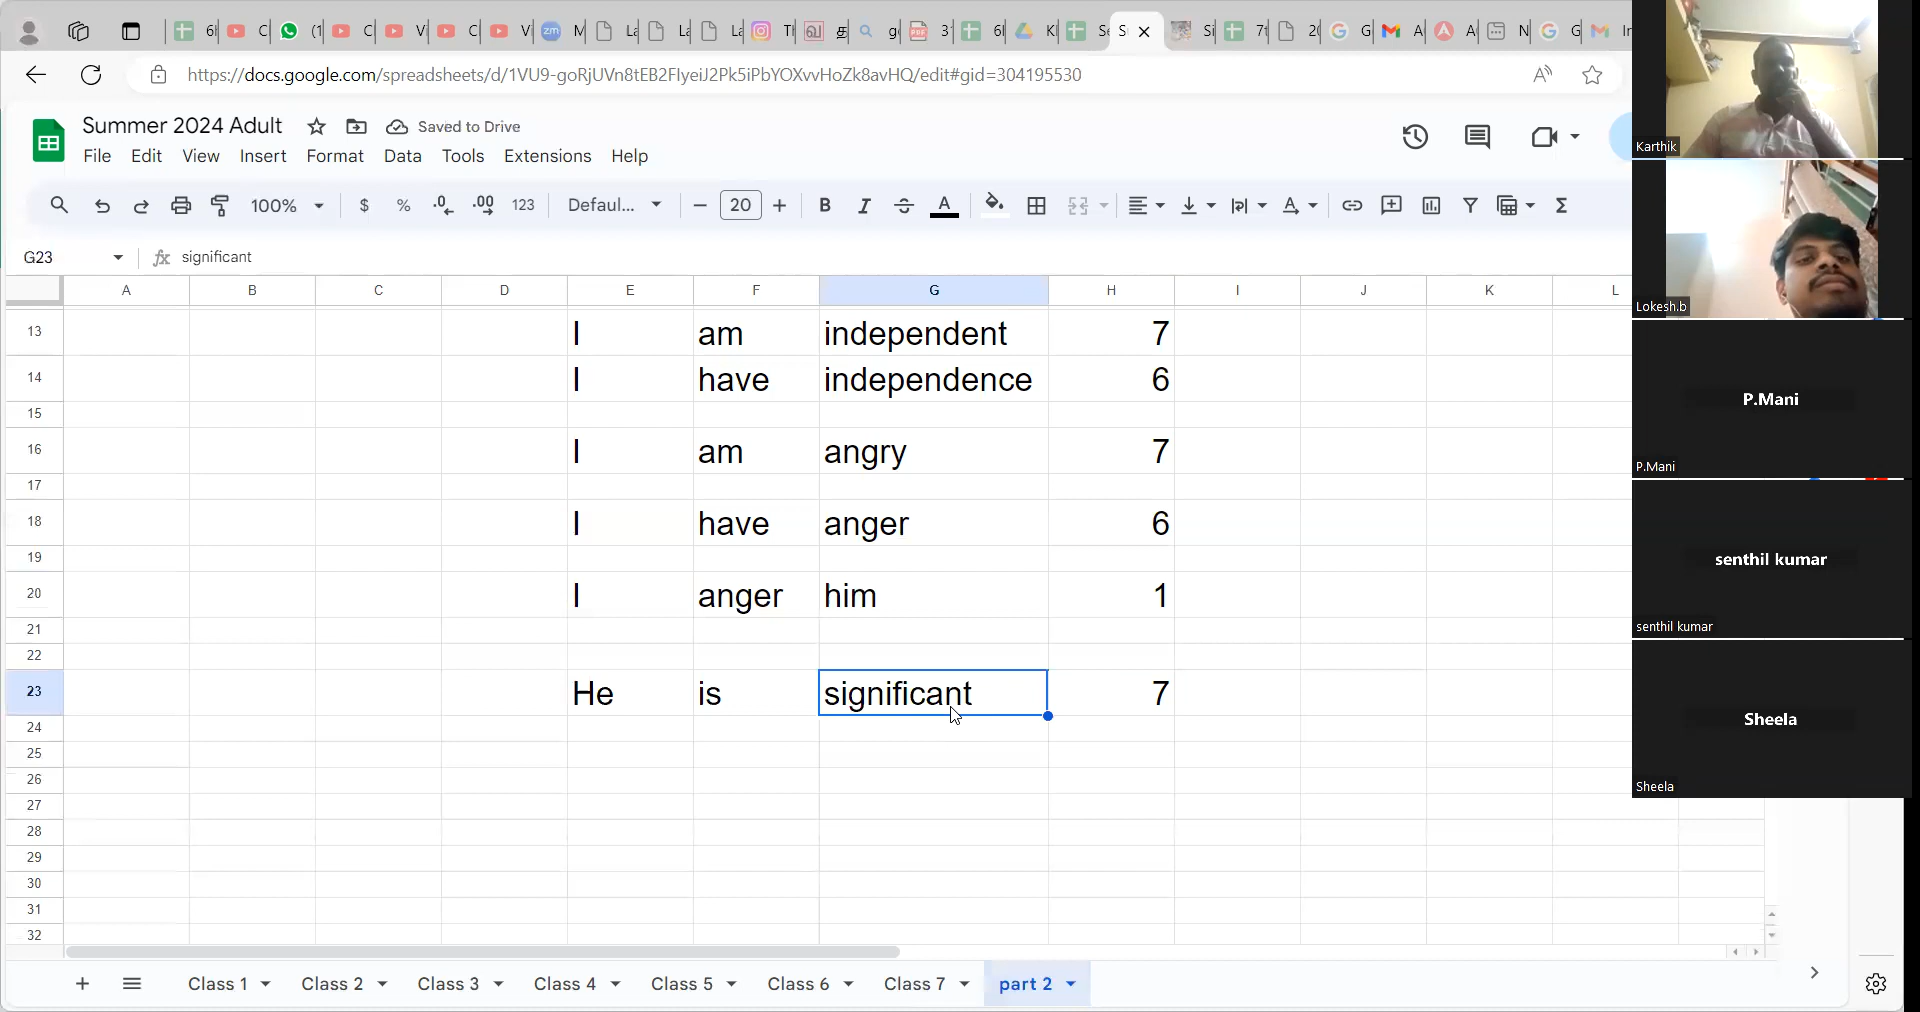 https://docs.google.com/spreadsheets/d/1VU9-goRjUVn8tEB2FIyeiJ2Pk5iPbYOXvvHoZk8avHQ/edit#gid=304195530
Summer 2024 Adult
Saved to Drive
File Edit View Insert Format Data Tools Extensions Help
100% $ % .0 .00 123 Defaul... 20
G23 fx significant
A B C D E F G H I J K L
13 I am independent 7
14 I have independence 6
15
16 I am angry 7
17
18 I have anger 6
19
20 I anger him 1
21
22
23 He is significant 7
24
25
26
27
28
29
30
31
32
Class 1 Class 2 Class 3 Class 4 Class 5 Class 6 Class 7 part 2
Karthik
Lokesh.b
P.Mani
P.Mani
senthil kumar
senthil kumar
Sheela
Sheela